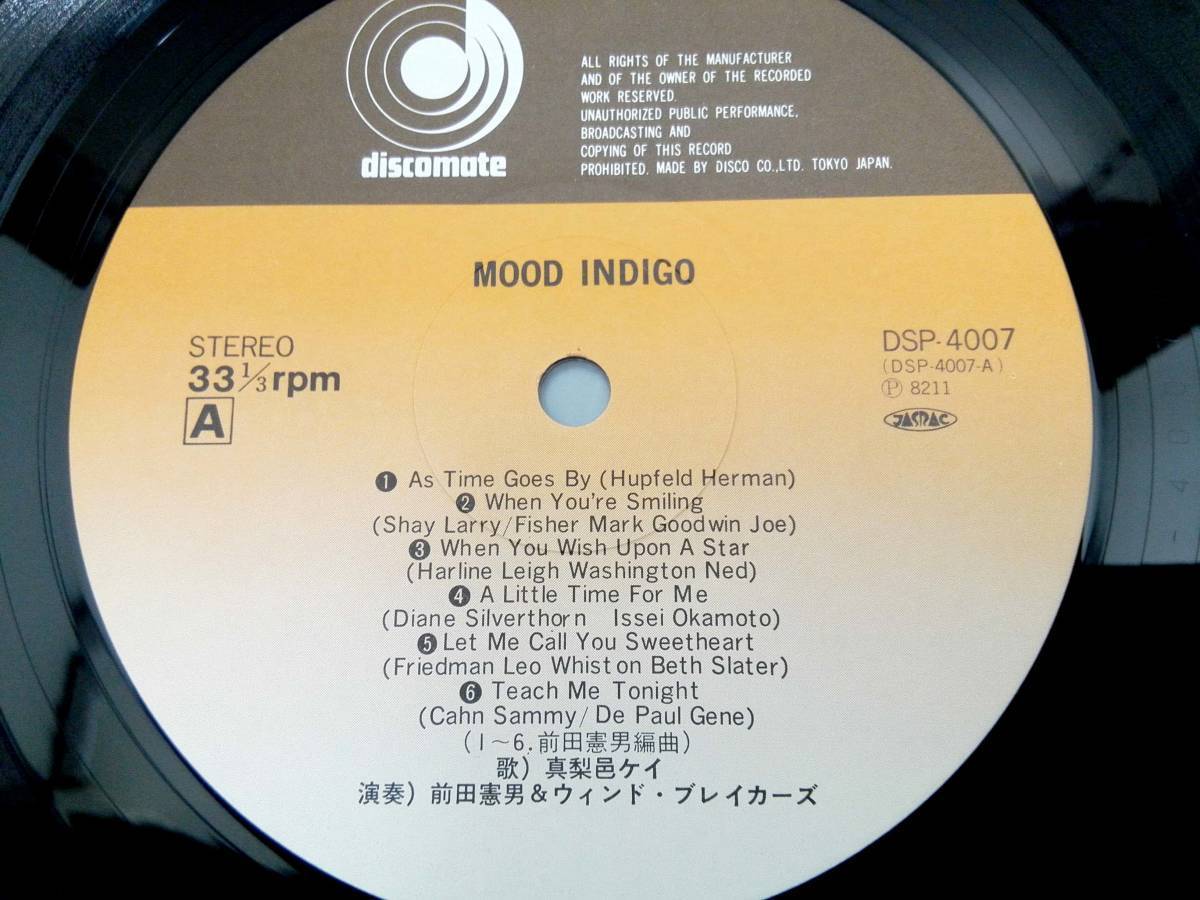 discomate
ALL RIGHTS OF THE MANUFACTURER
AND OF THE OWNER OF THE RECORDED
WORK RESERVED.
UNAUTHORIZED PUBLIC PERFORMANCE,
BROADCASTING AND
COPYING OF THIS RECORD
PROHIBITED. MADE BY DISCO CO.,LTD. TOKYO JAPAN.
MOOD INDIGO
STEREO
33 1/3 rpm
A
DSP-4007
(DSP-4007-A)
Ⓟ 8211
JASRAC
❶ As Time Goes By (Hupfeld Herman)
❷ When You're Smiling
(Shay Larry/Fisher Mark Goodwin Joe)
❸ When You Wish Upon A Star
(Harline Leigh Washington Ned)
❹ A Little Time For Me
(Diane Silverthorn Issei Okamoto)
❺ Let Me Call You Sweetheart
(Friedman Leo Whiston Beth Slater)
❻ Teach Me Tonight
(Cahn Sammy/De Paul Gene)
(1〜6.前田憲男編曲)
歌) 真梨邑ケイ
演奏) 前田憲男&ウィンド・ブレイカーズ